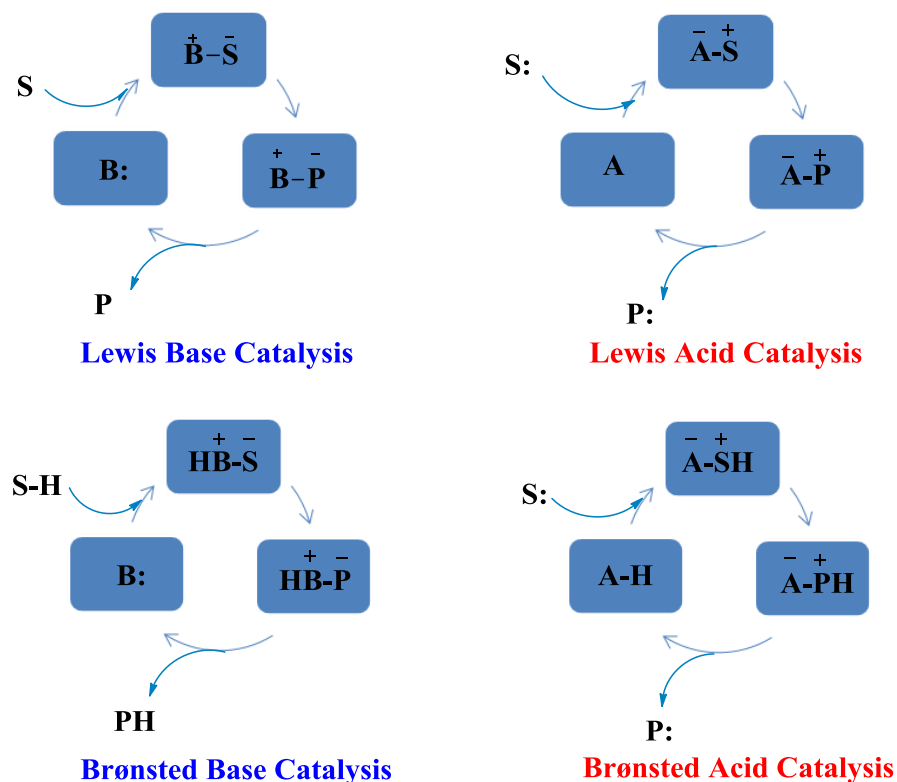 + −
B−S
S
B:
+ −
B−P
P
Lewis Base Catalysis
− +
A-S
S:
A
− +
A-P
P:
Lewis Acid Catalysis
+ −
HB-S
S-H
B:
+ −
HB-P
PH
Brønsted Base Catalysis
− +
A-SH
S:
A-H
− +
A-PH
P:
Brønsted Acid Catalysis